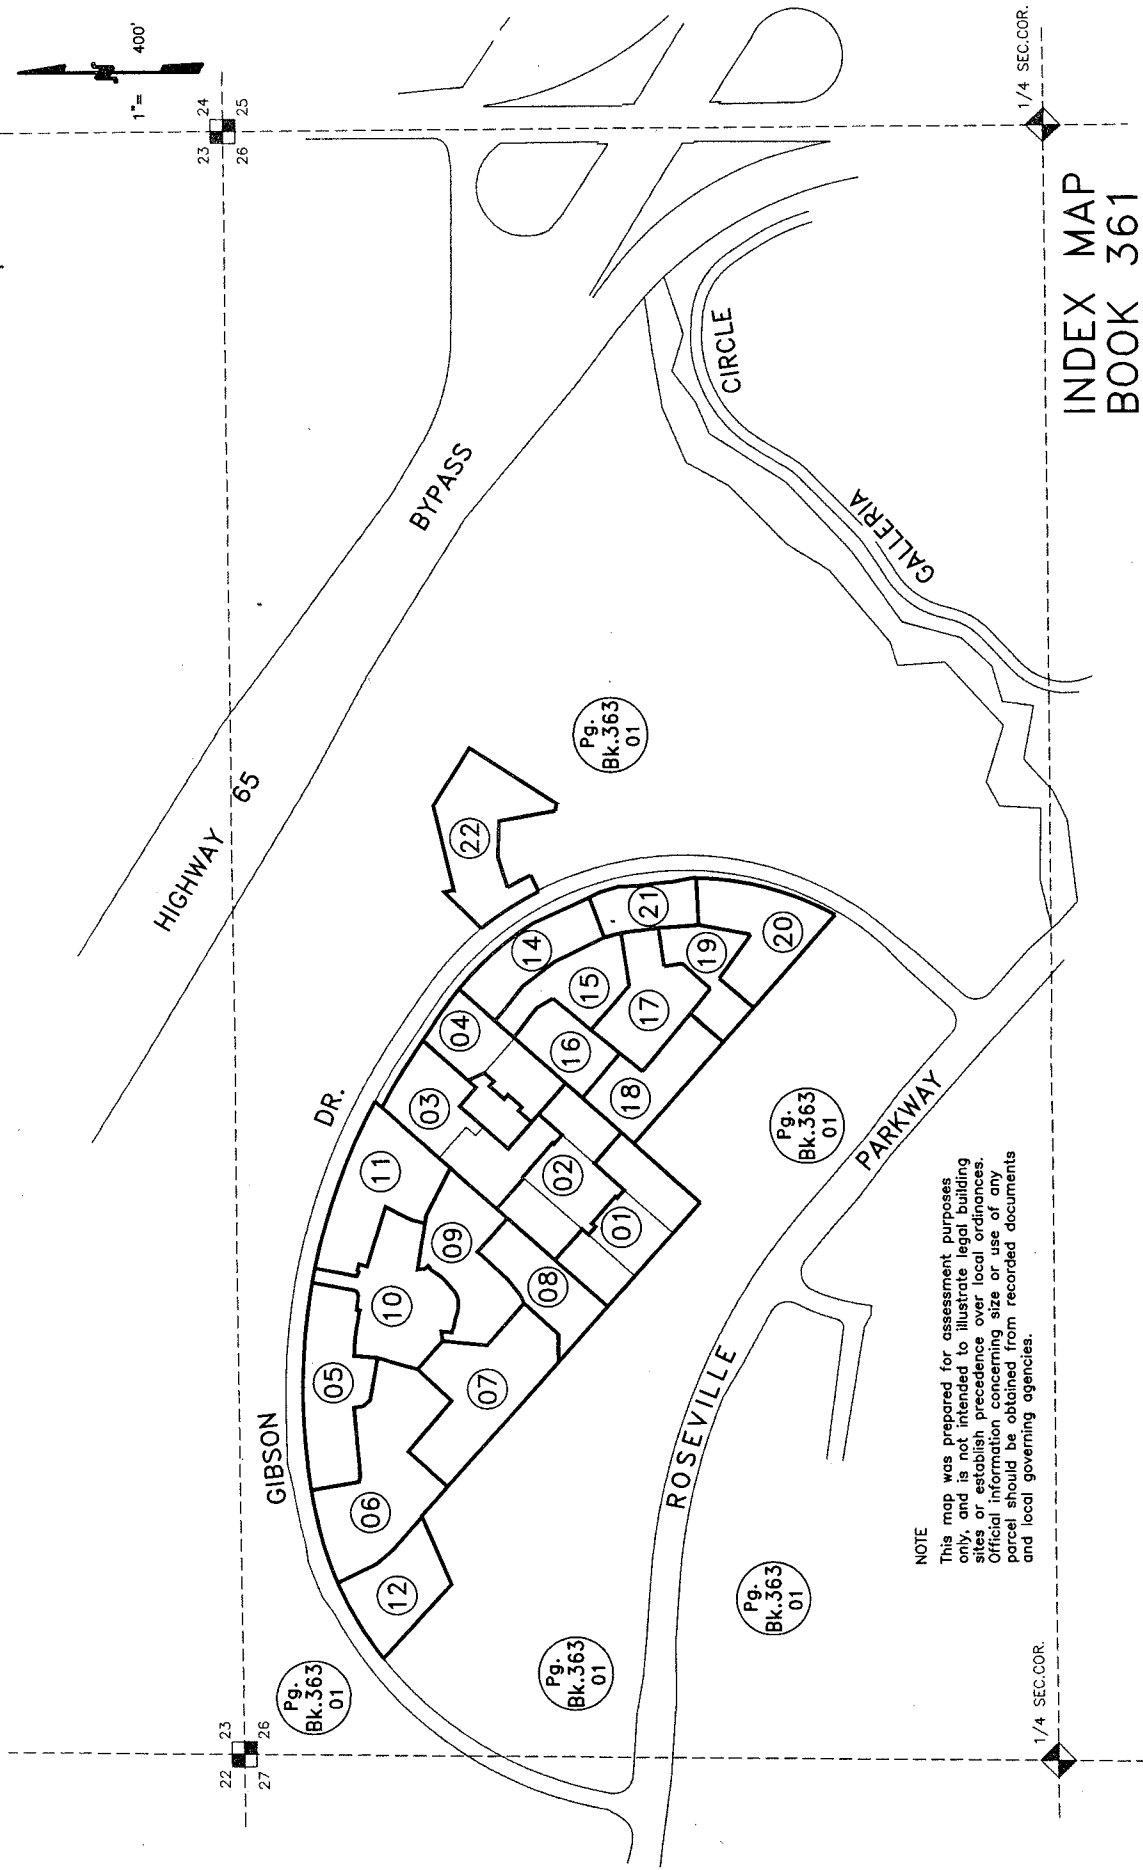 1"= 400'
N
23 24
26 25
22 23
27 26
HIGHWAY 65
BYPASS
GIBSON DR.
CIRCLE
GALLERIA
ROSEVILLE PARKWAY
Pg.
Bk.363
01
Pg.
Bk.363
01
Pg.
Bk.363
01
Pg.
Bk.363
01
Pg.
Bk.363
01
12
06
05
07
10
11
09
08
03
02
01
04
14
15
16
17
18
19
21
20
22
NOTE
This map was prepared for assessment purposes
only, and is not intended to illustrate legal building
sites or establish precedence over local ordinances.
Official information concerning size or use of any
parcel should be obtained from recorded documents
and local governing agencies.
1/4 SEC.COR.
1/4 SEC.COR.
INDEX MAP
BOOK 361